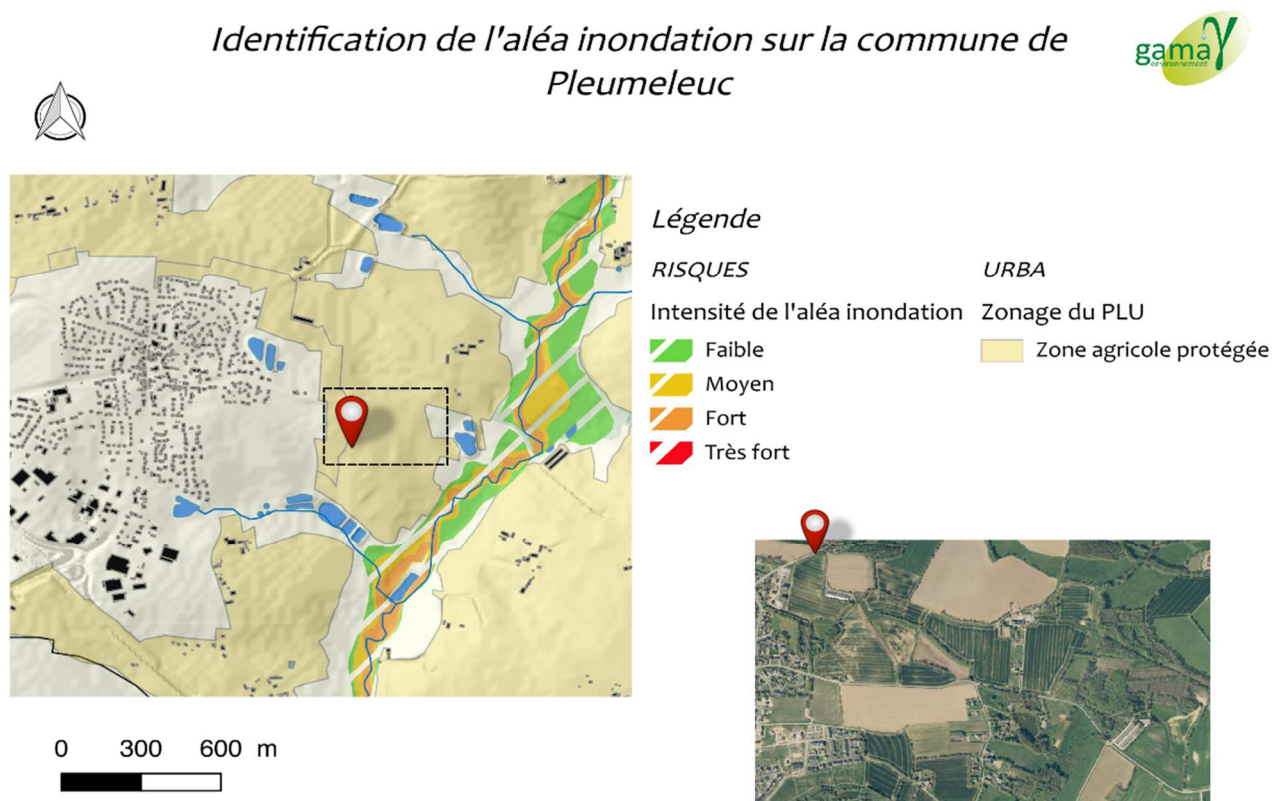 Identification de l'aléa inondation sur la commune de
Pleumeleuc
gama
environnement
γ
Légende
RISQUES
Intensité de l'aléa inondation
Faible
Moyen
Fort
Très fort
URBA
Zonage du PLU
Zone agricole protégée
0 300 600 m